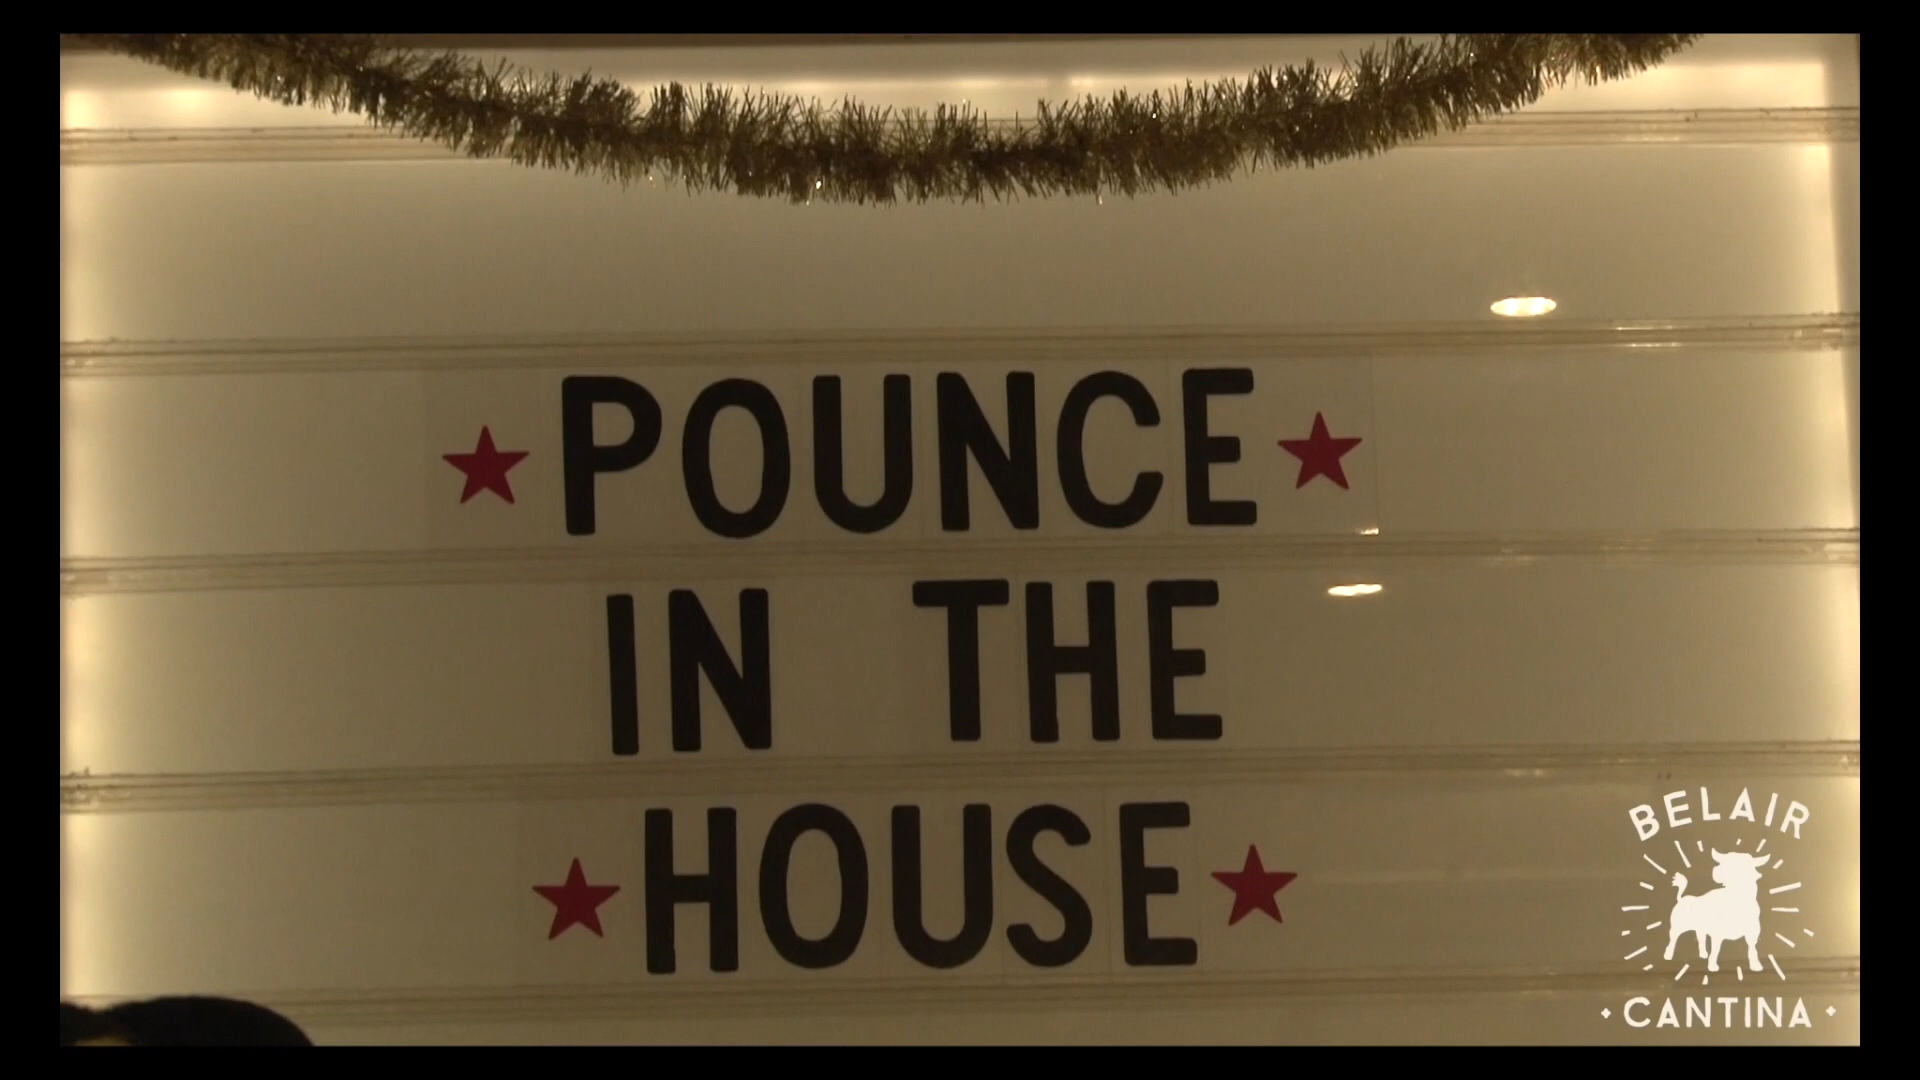 ★ POUNCE ★
IN THE
★ HOUSE ★
BELAIR
· CANTINA ·